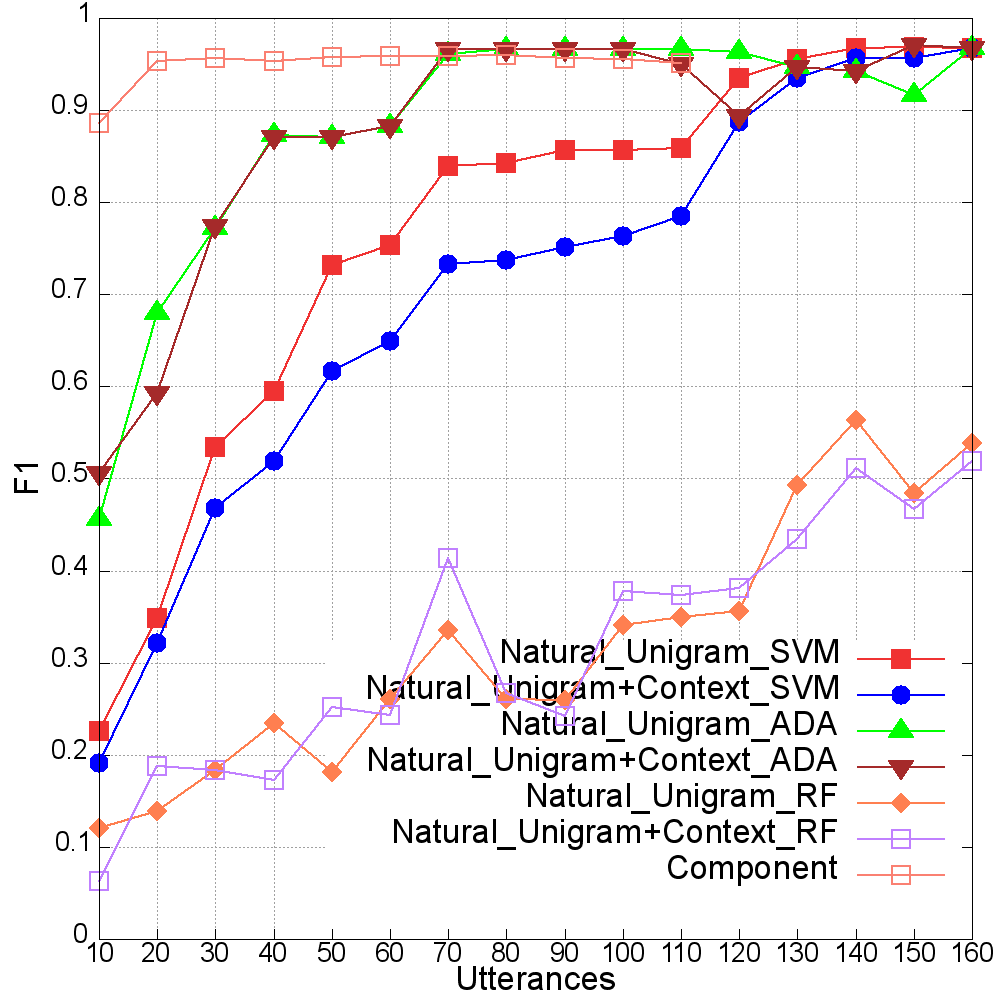 1
0.9
0.8
0.7
0.6
0.5
0.4
0.3
0.2
0.1
0
F1
Natural_Unigram_SVM
Natural_Unigram+Context_SVM
Natural_Unigram_ADA
Natural_Unigram+Context_ADA
Natural_Unigram_RF
Natural_Unigram+Context_RF
Component
10 20 30 40 50 60 70 80 90 100 110 120 130 140 150 160
Utterances